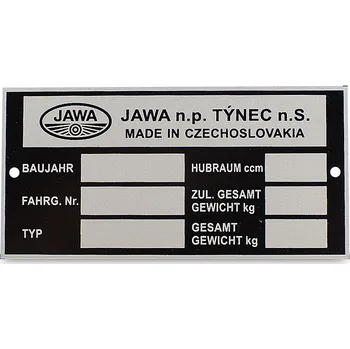 JAWA
JAWA n.p. TÝNEC n.S.
MADE IN CZECHOSLOVAKIA
BAUJAHR
HUBRAUM ccm
FAHRG. Nr.
ZUL. GESAMT
GEWICHT kg
TYP
GESAMT
GEWICHT kg